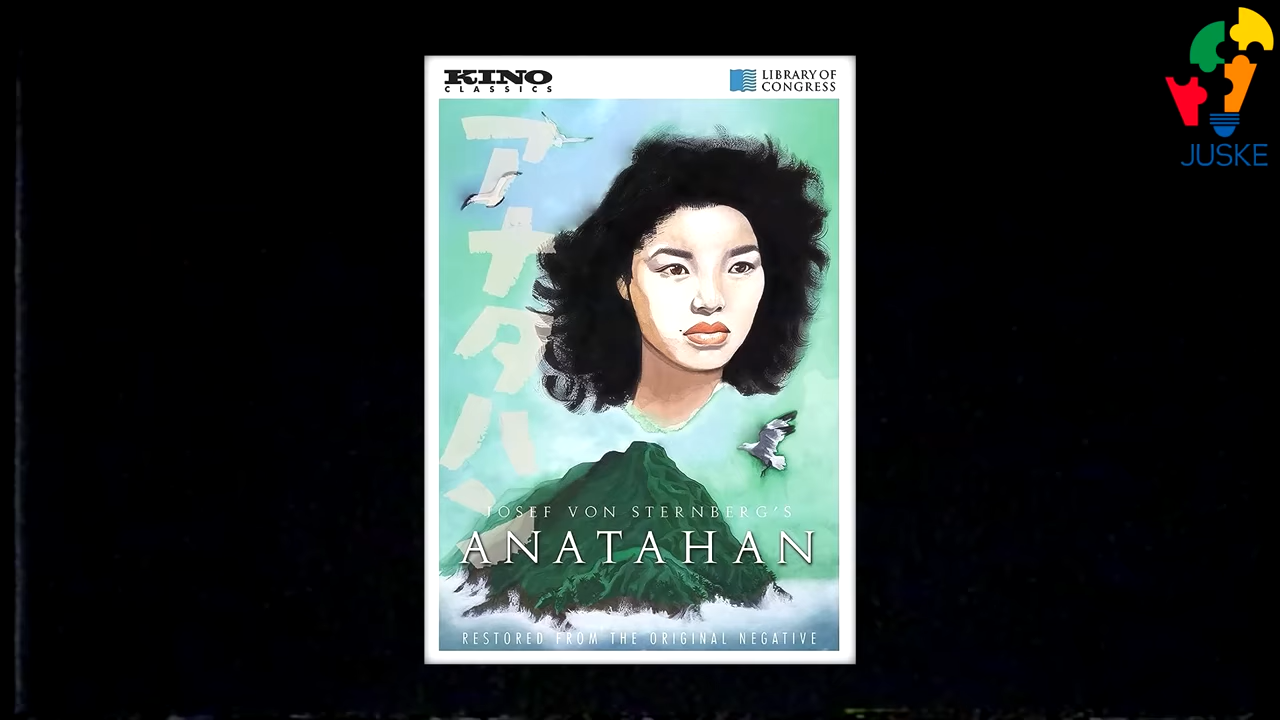 KINO
CLASSICS
LIBRARY OF
CONGRESS
JUSKE
アナタハン
JOSEF VON STERNBERG'S
ANATAHAN
RESTORED FROM THE ORIGINAL NEGATIVE